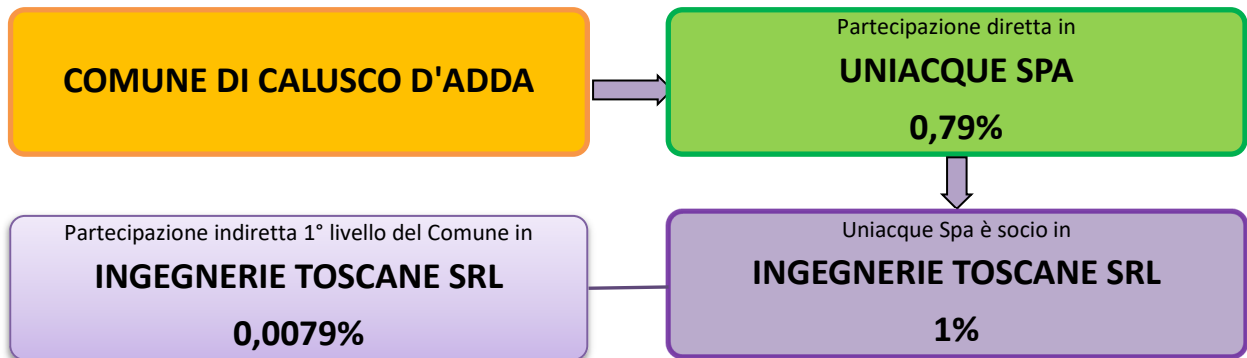 COMUNE DI CALUSCO D'ADDA
Partecipazione diretta in
UNIACQUE SPA
0,79%
Partecipazione indiretta 1° livello del Comune in
INGEGNERIE TOSCANE SRL
0,0079%
Uniacque Spa è socio in
INGEGNERIE TOSCANE SRL
1%